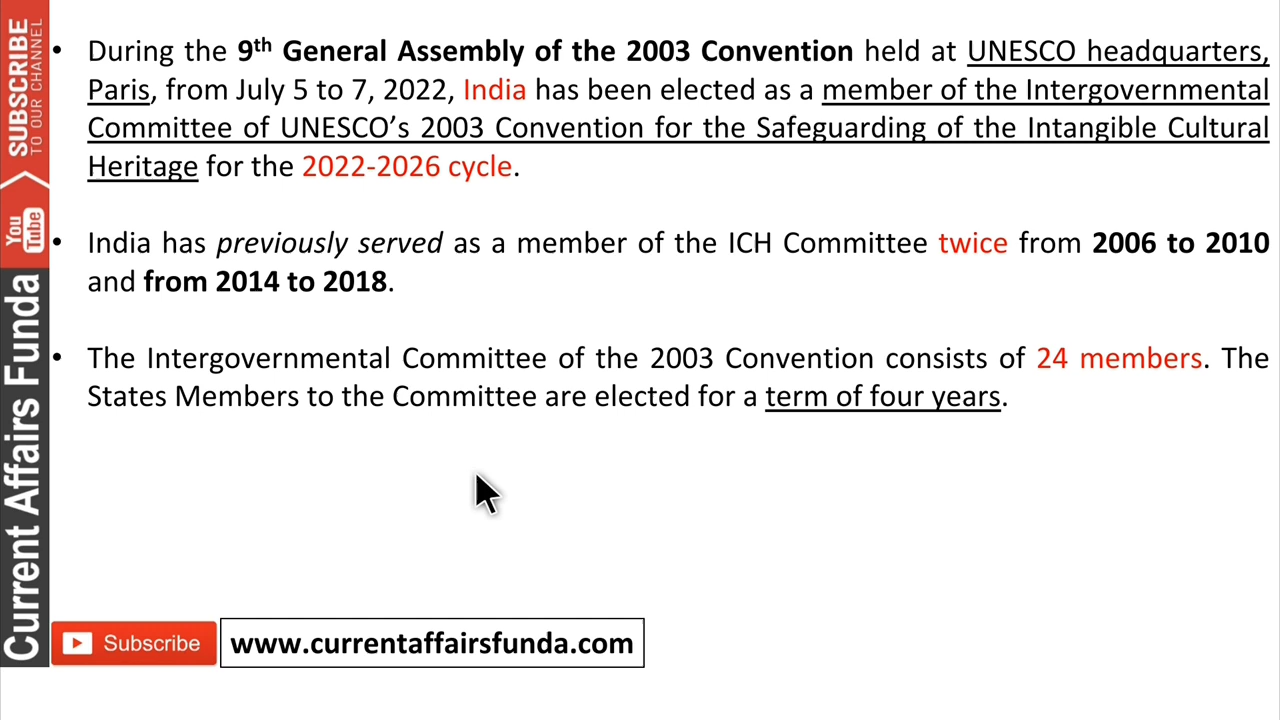 • During the 9th General Assembly of the 2003 Convention held at UNESCO headquarters,
Paris, from July 5 to 7, 2022, India has been elected as a member of the Intergovernmental
Committee of UNESCO’s 2003 Convention for the Safeguarding of the Intangible Cultural
Heritage for the 2022-2026 cycle.
• India has previously served as a member of the ICH Committee twice from 2006 to 2010
and from 2014 to 2018.
• The Intergovernmental Committee of the 2003 Convention consists of 24 members. The
States Members to the Committee are elected for a term of four years.
SUBSCRIBE
TO OUR CHANNEL
You
Tube
Current Affairs Funda
Subscribe
www.currentaffairsfunda.com